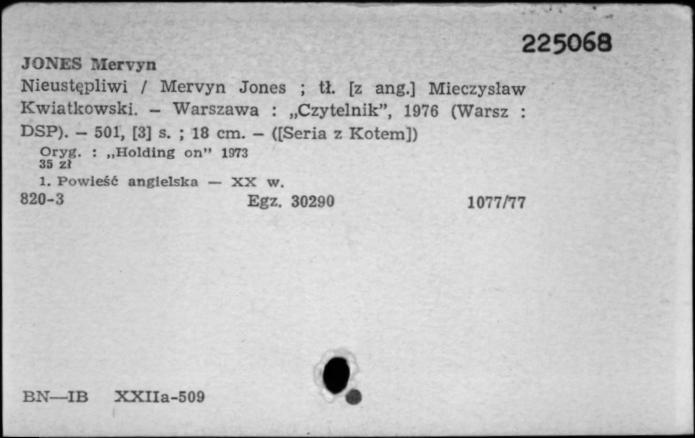 225068
JONES Mervyn
Nieustępliwi / Mervyn Jones ; tł. [z ang.] Mieczysław
Kwiatkowski. — Warszawa : „Czytelnik”, 1976 (Warsz :
DSP). — 501, [3] s. ; 18 cm. — ([Seria z Kotem])
Oryg. : „Holding on” 1973
35 zł
1. Powieść angielska — XX w.
820-3 Egz. 30290 1077/77
BN—IB XXIIa-509